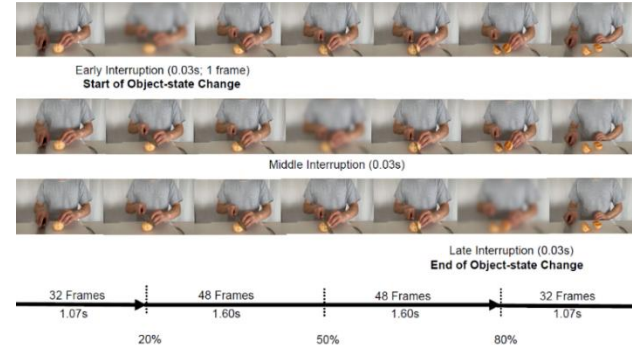 Early Interruption (0.03s; 1 frame)
Start of Object-state Change
Middle Interruption (0.03s)
Late Interruption (0.03s)
End of Object-state Change
32 Frames 48 Frames 48 Frames 32 Frames
1.07s 1.60s 1.60s 1.07s
20% 50% 80%